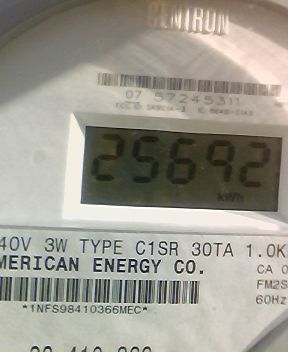 CENTRON
07 57245311
25692
kWh
40V 3W TYPE C1SR 30TA 1.0K
MERICAN ENERGY CO.
CA 0
FM2S
60Hz
*1NFS98410366MEC*